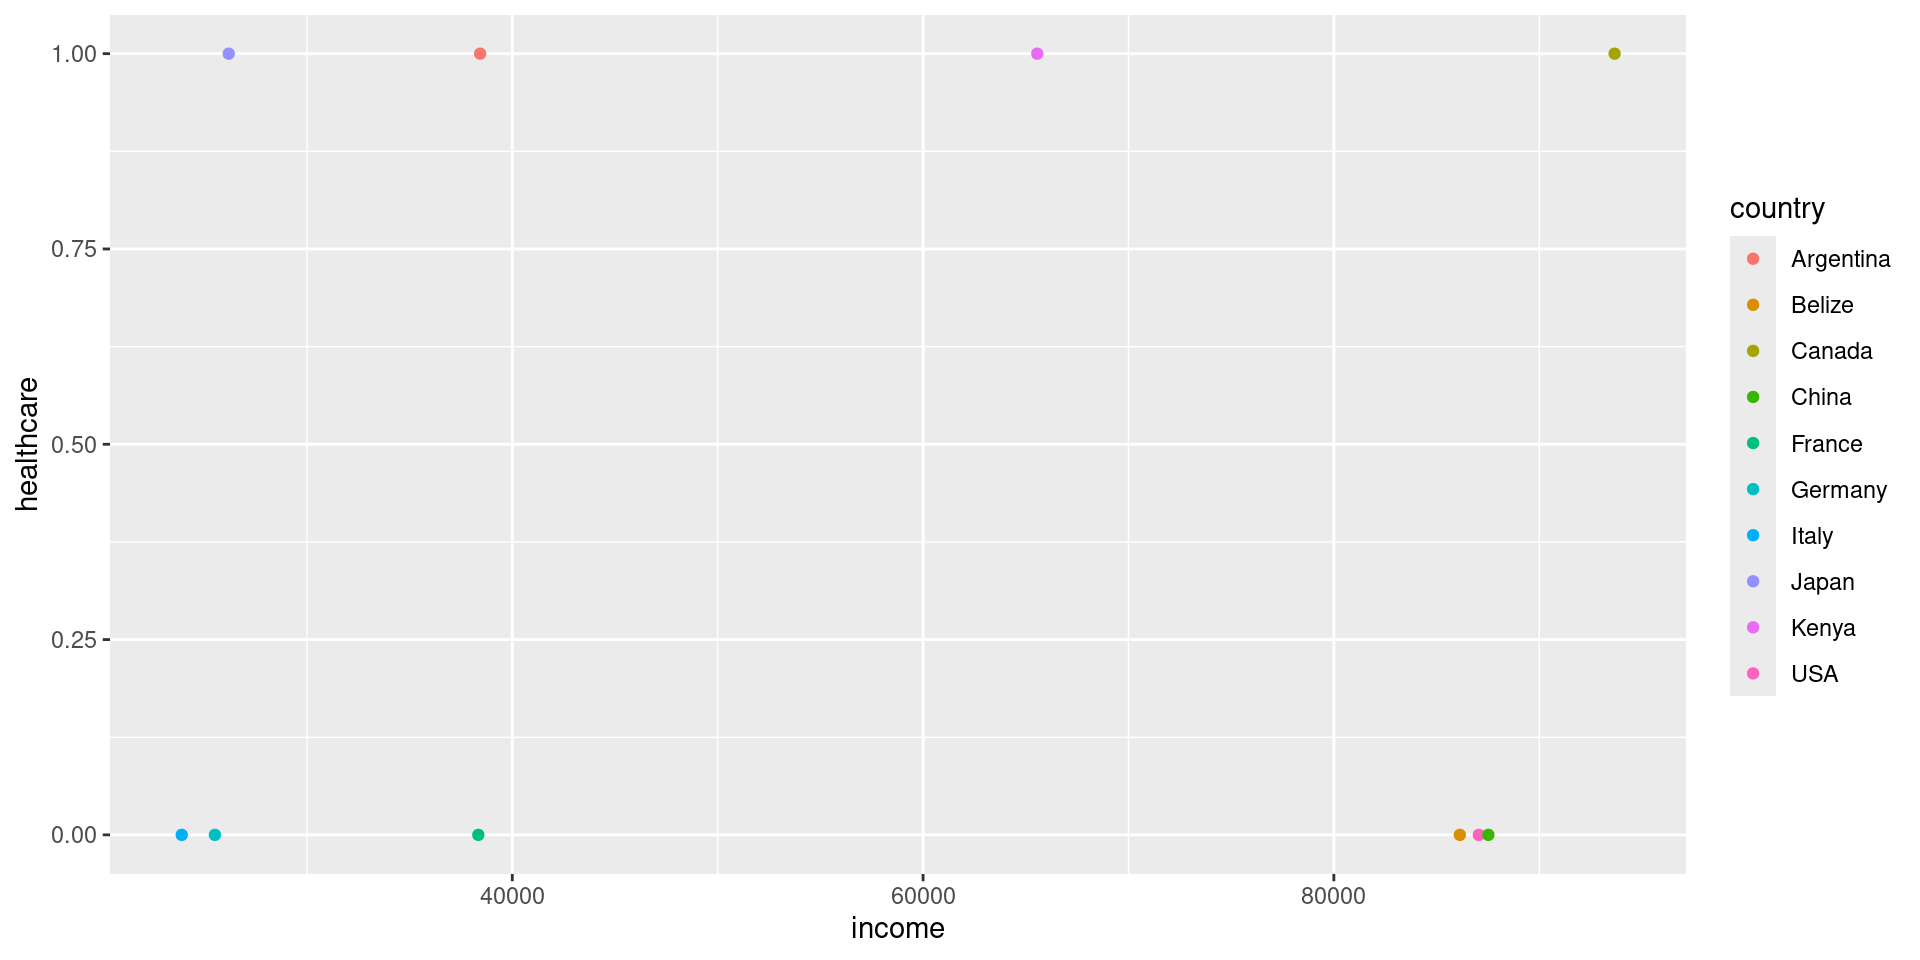 1.00
0.75
0.50
0.25
0.00
healthcare
40000 60000 80000
income
country
Argentina
Belize
Canada
China
France
Germany
Italy
Japan
Kenya
USA